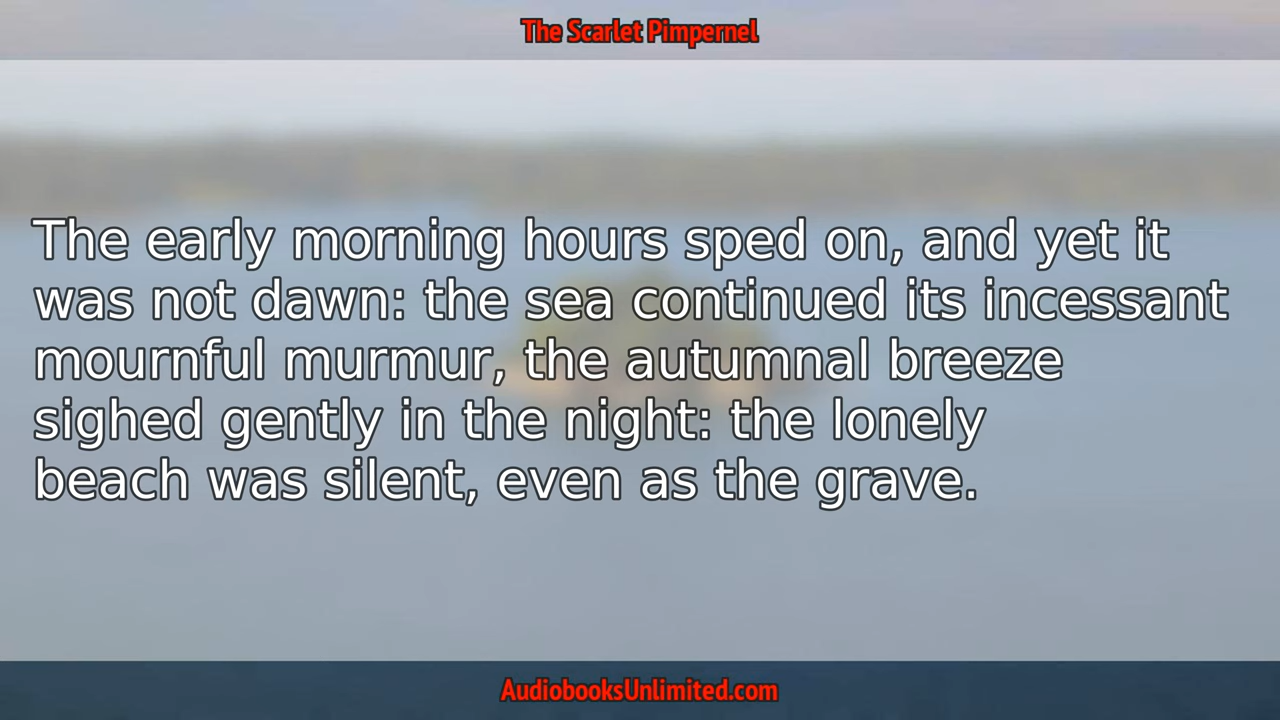 The Scarlet Pimpernel
The early morning hours sped on, and yet it
was not dawn: the sea continued its incessant
mournful murmur, the autumnal breeze
sighed gently in the night: the lonely
beach was silent, even as the grave.
AudiobooksUnlimited.com